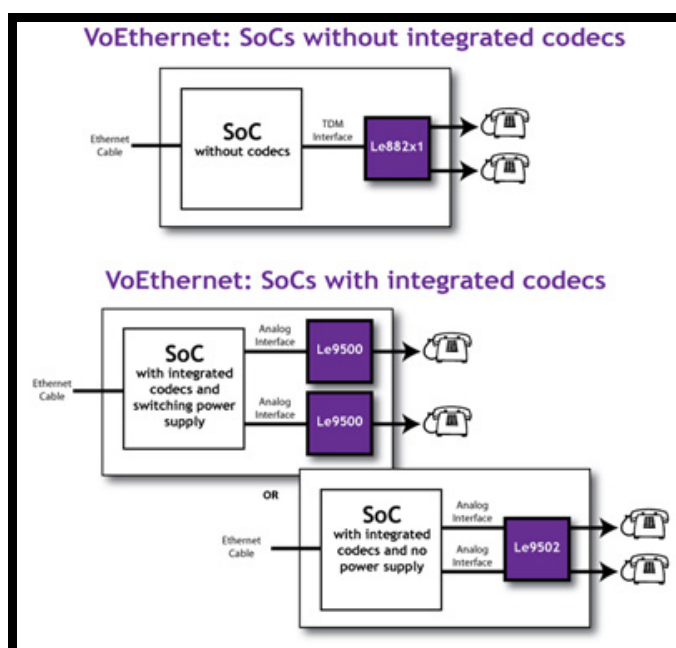 VoEthernet: SoCs without integrated codecs
Ethernet
Cable
SoC
without codecs
TDM
Interface
Le882x1
VoEthernet: SoCs with integrated codecs
Ethernet
Cable
SoC
with integrated
codecs and
switching power
supply
Analog
Interface
Le9500
Analog
Interface
Le9500
OR
Ethernet
Cable
SoC
with integrated
codecs and no
power supply
Analog
Interface
Analog
Interface
Le9502